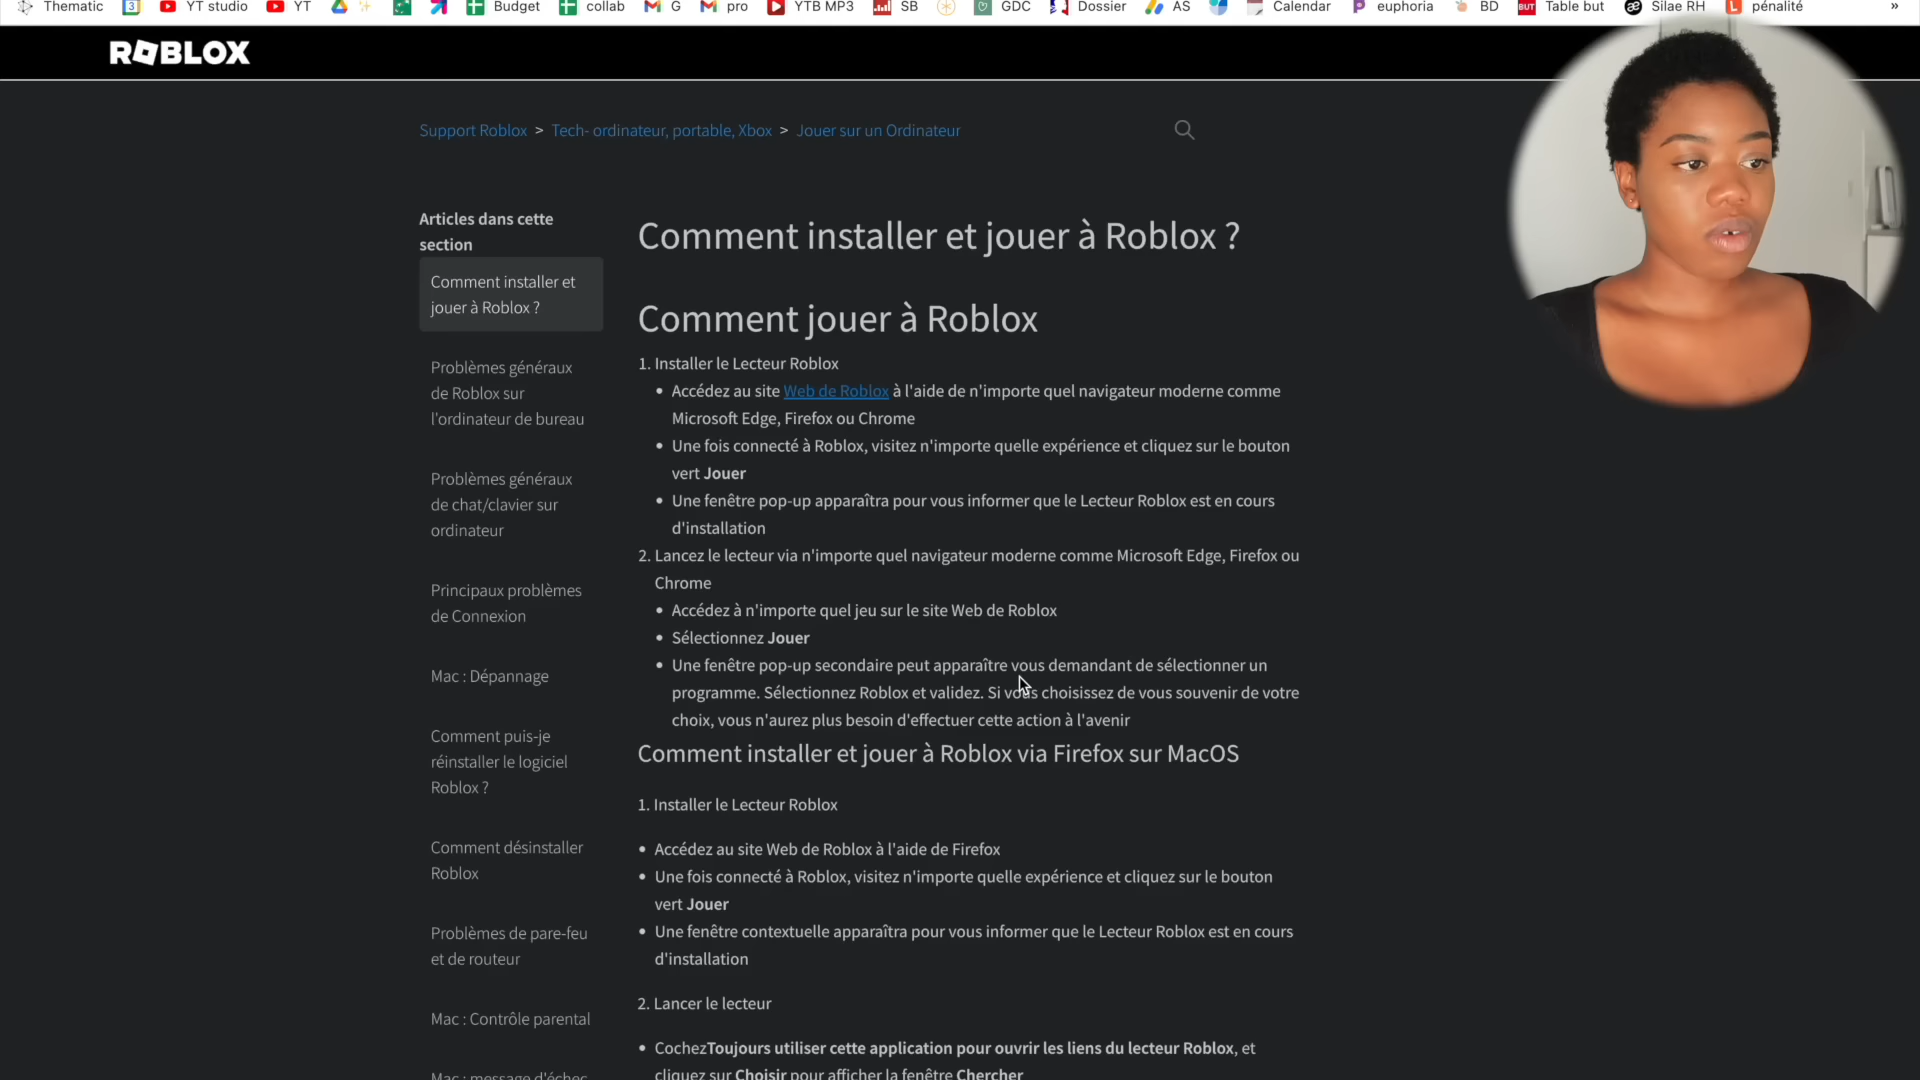 Thematic 3 YT studio YT Budget collab G pro YTB MP3 SB GDC Dossier AS Calendar euphoria BD BUT Table but æ Silae RH L pénalité »
ROBLOX
Support Roblox > Tech- ordinateur, portable, Xbox > Jouer sur un Ordinateur
Articles dans cette
section
Comment installer et
jouer à Roblox ?
Problèmes généraux
de Roblox sur
l'ordinateur de bureau
Problèmes généraux
de chat/clavier sur
ordinateur
Principaux problèmes
de Connexion
Mac : Dépannage
Comment puis-je
réinstaller le logiciel
Roblox ?
Comment désinstaller
Roblox
Problèmes de pare-feu
et de routeur
Mac : Contrôle parental
Mac : message d'échec
Comment installer et jouer à Roblox ?
Comment jouer à Roblox
1. Installer le Lecteur Roblox
• Accédez au site Web de Roblox à l'aide de n'importe quel navigateur moderne comme
Microsoft Edge, Firefox ou Chrome
• Une fois connecté à Roblox, visitez n'importe quelle expérience et cliquez sur le bouton
vert Jouer
• Une fenêtre pop-up apparaîtra pour vous informer que le Lecteur Roblox est en cours
d'installation
2. Lancez le lecteur via n'importe quel navigateur moderne comme Microsoft Edge, Firefox ou
Chrome
• Accédez à n'importe quel jeu sur le site Web de Roblox
• Sélectionnez Jouer
• Une fenêtre pop-up secondaire peut apparaître vous demandant de sélectionner un
programme. Sélectionnez Roblox et validez. Si vous choisissez de vous souvenir de votre
choix, vous n'aurez plus besoin d'effectuer cette action à l'avenir
Comment installer et jouer à Roblox via Firefox sur MacOS
1. Installer le Lecteur Roblox
• Accédez au site Web de Roblox à l'aide de Firefox
• Une fois connecté à Roblox, visitez n'importe quelle expérience et cliquez sur le bouton
vert Jouer
• Une fenêtre contextuelle apparaîtra pour vous informer que le Lecteur Roblox est en cours
d'installation
2. Lancer le lecteur
• CochezToujours utiliser cette application pour ouvrir les liens du lecteur Roblox, et
cliquez sur Choisir pour afficher la fenêtre Chercher